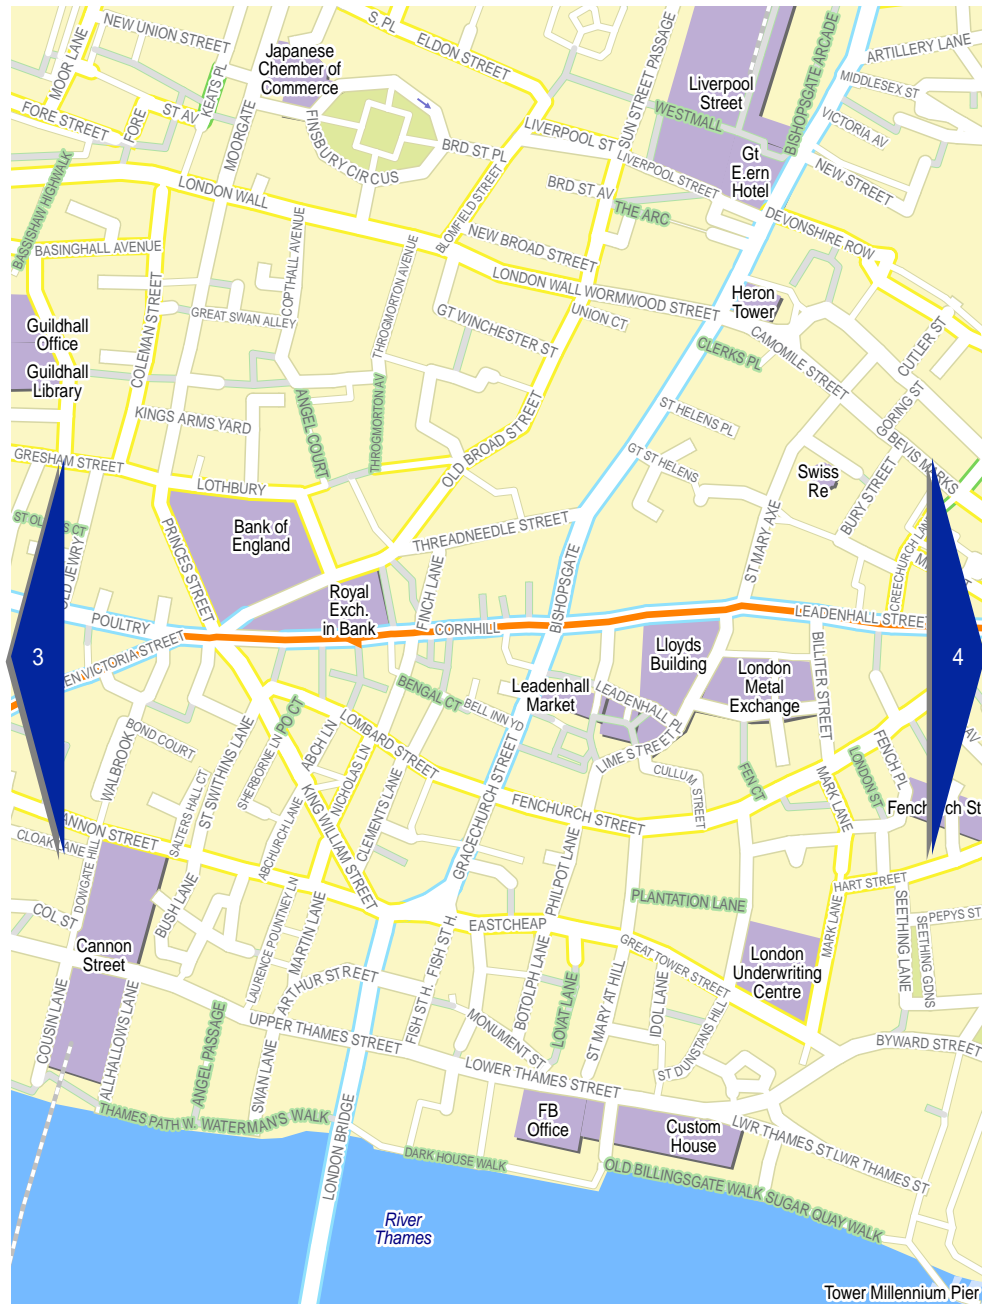 S. PL
ELDON STREET
NEW UNION STREET
MOOR LANE
Japanese
Chember of
Commerce
KEATS PL
ST AV
FORE STREET
FORE
MOORGATE
FINSBURY CIRCUS
BRD ST PL
LIVERPOOL ST
LIVERPOOL STREET
SUN STREET PASSAGE
Liverpool
Street
WESTMALL
BISHOPSGATE ARCADE
ARTILLERY LANE
MIDDLESEX ST
VICTORIA AV
NEW STREET
Gt
E.ern
Hotel
DEVONSHIRE ROW
BRD ST AV
THE ARC
BLOMFIELD STREET
NEW BROAD STREET
LONDON WALL
BASSISHAW HIGHWALK
BASINGHALL AVENUE
COPTHALL AVENUE
THROGMORTON AVENUE
LONDON WALL WORMWOOD STREET
UNION CT
Heron
Tower
CAMOMILE STREET
CUTLER ST
GORING ST
BEVIS MARKS
CLERKS PL
GREAT SWAN ALLEY
COLEMAN STREET
GT WINCHESTER ST
Guildhall
Office
Guildhall
Library
KINGS ARMS YARD
ANGEL COURT
THROGMORTON AV
OLD BROAD STREET
ST HELENS PL
GT ST HELENS
Swiss
Re
BURY STREET
ST MARY AXE
CREECHURCH LANE
GRESHAM STREET
LOTHBURY
Bank of
England
PRINCES STREET
THREADNEEDLE STREET
BISHOPSGATE
Royal
Exch.
in Bank
FINCH LANE
CORNHILL
LEADENHALL STREET
POULTRY
3
4
Lloyds
Building
London
Metal
Exchange
BILLITER STREET
Leadenhall
Market
LEADENHALL PL
LIME STREET
CULLUM STREET
BENGAL CT
BELL INN YD
LOMBARD STREET
PO CT
ABCH LN
NICHOLAS LN
SHERBORNE LN
BOND COURT
WALBROOK
ST SWITHINS LANE
SALTERS HALL CT
KING WILLIAM STREET
CLEMENTS LANE
ABCHURCH LANE
GRACECHURCH STREET
FENCHURCH STREET
FEN CT
MARK LANE
LONDON ST
FENCH PL
AV
CLOAK LANE
DOWGATE HILL
BUSH LANE
COL ST
Cannon
Street
LAURENCE POUNTNEY LN
MARTIN LANE
ARTHUR STREET
PHILPOT LANE
PLANTATION LANE
EASTCHEAP
GREAT TOWER STREET
London
Underwriting
Centre
MARK LANE
HART STREET
PEPYS ST
SEETHING LANE
SEETHING GDNS
BYWARD STREET
FISH ST H.
FISH ST H.
BOTOLPH LANE
LOVAT LANE
ST MARY AT HILL
IDOL LANE
ST DUNSTANS HILL
MONUMENT ST
COUSIN LANE
ALLHALLOWS LANE
ANGEL PASSAGE
UPPER THAMES STREET
SWAN LANE
LOWER THAMES STREET
FB
Office
Custom
House
LWR THAMES ST
LWR THAMES ST
THAMES PATH W.
WATERMAN'S WALK
LONDON BRIDGE
DARK HOUSE WALK
OLD BILLINGSGATE WALK
SUGAR QUAY WALK
River
Thames
Tower Millennium Pier